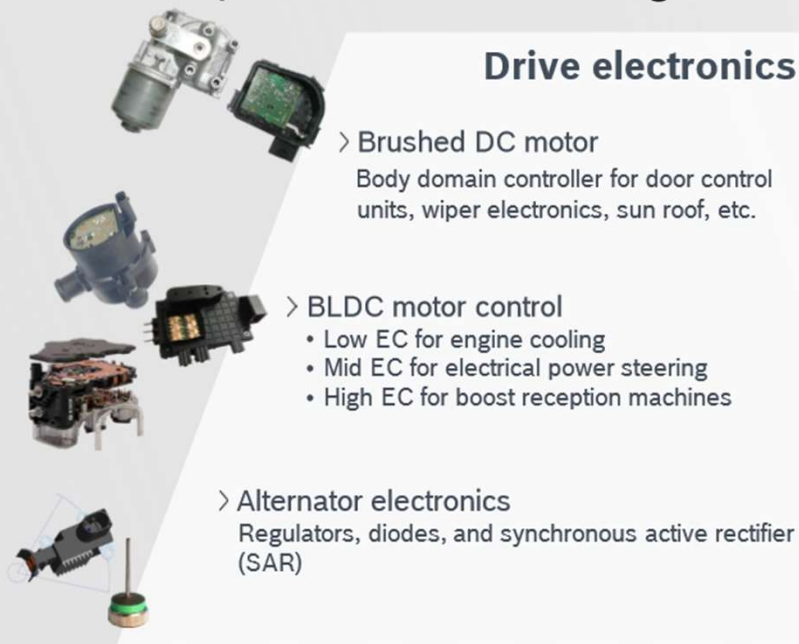 Drive electronics
> Brushed DC motor
Body domain controller for door control
units, wiper electronics, sun roof, etc.
> BLDC motor control
• Low EC for engine cooling
• Mid EC for electrical power steering
• High EC for boost reception machines
> Alternator electronics
Regulators, diodes, and synchronous active rectifier
(SAR)